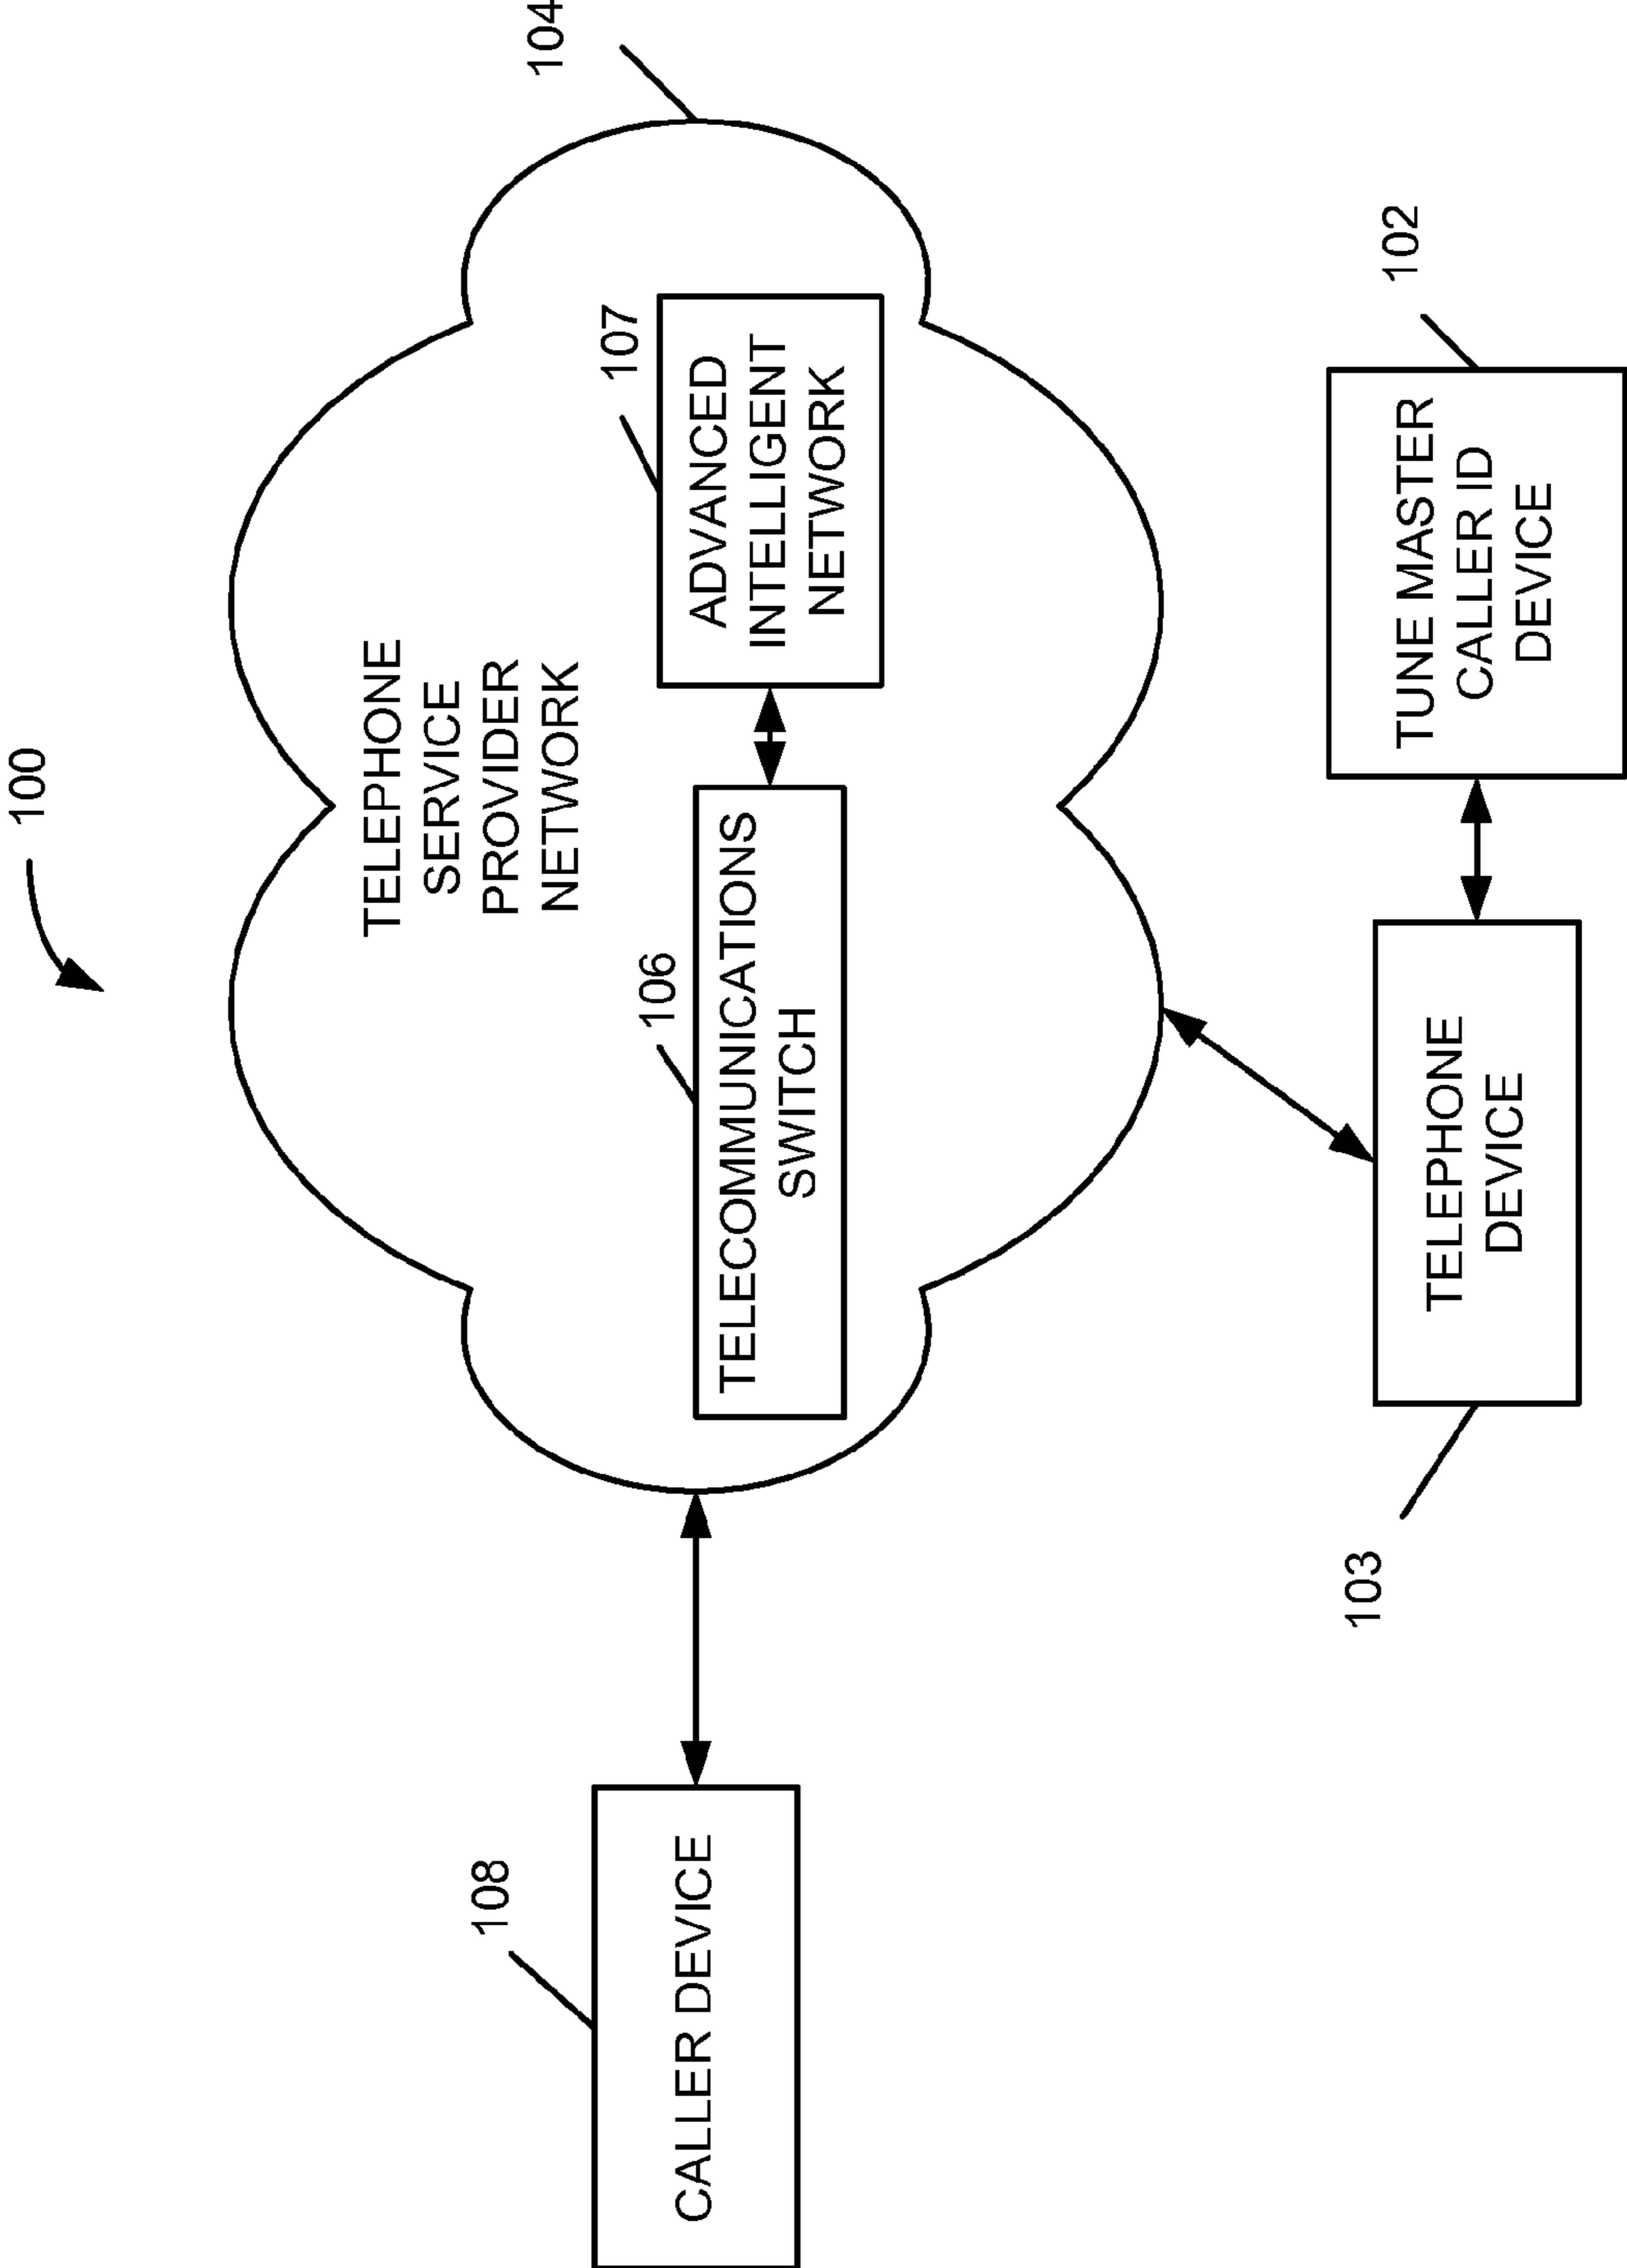 100
104
TELEPHONE
SERVICE
PROVIDER
NETWORK
108
CALLER DEVICE
106
TELECOMMUNICATIONS
SWITCH
107
ADVANCED
INTELLIGENT
NETWORK
103
TELEPHONE
DEVICE
102
TUNE MASTER
CALLER ID
DEVICE